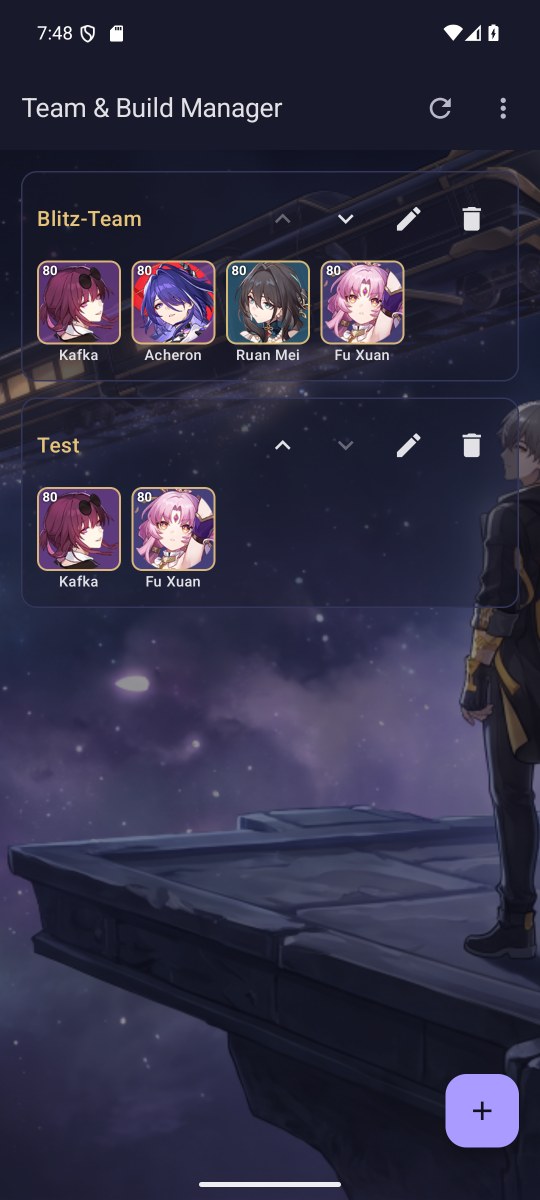 7:48
Team & Build Manager
Blitz-Team
80 80 80 80
Kafka Acheron Ruan Mei Fu Xuan
Test
80 80
Kafka Fu Xuan